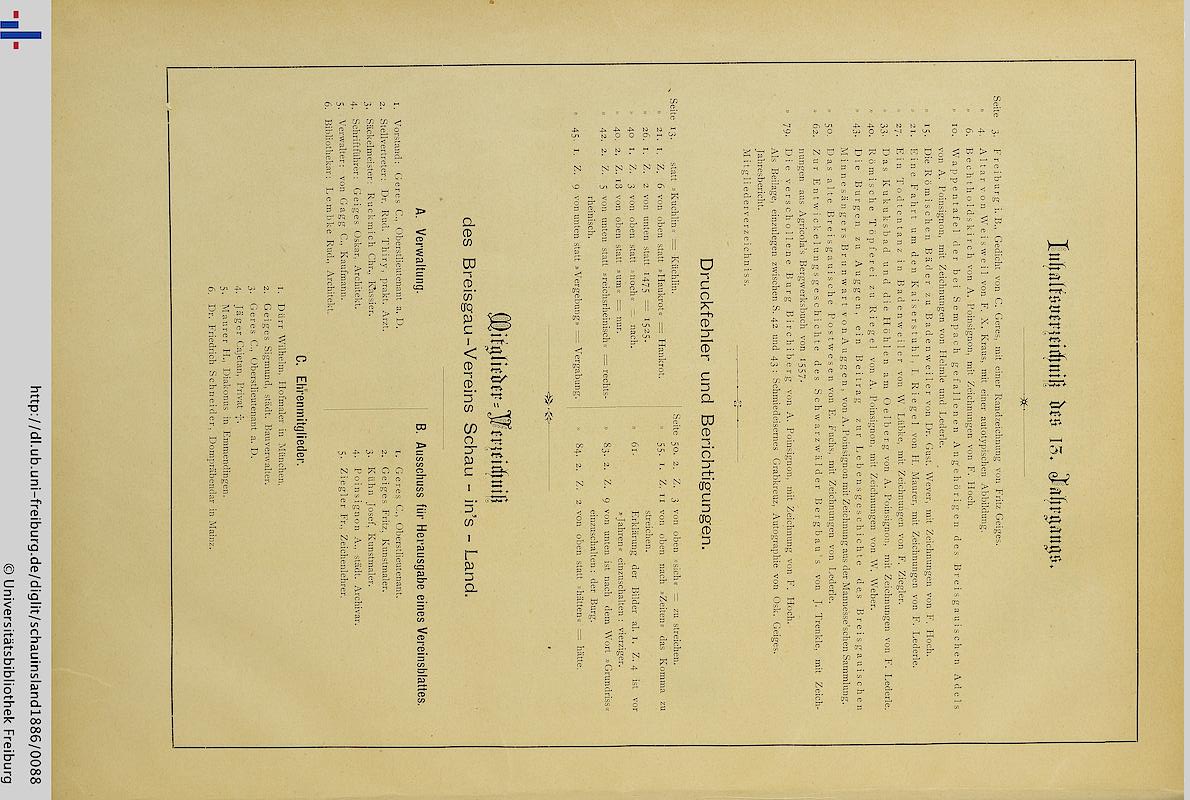 Inhaltsverzeichniß des 13. Jahrgangs.
Seite 3. Freiburg i. B., Gedicht von C. Geres, mit einer Randzeichnung von Fritz Geiges.
» 4. Altar von Weisweil von F. X. Kraus, mit einer autotypischen Abbildung.
» 6. Bechtholdskirch von A. Poinsignon, mit Zeichnungen von F. Hoch.
» 10. Wappentafel der bei Sempach gefallenen Angehörigen des Breisgauischen Adels
von A. Poinsignon, mit Zeichnungen von Heimle und Lederle.
» 15. Die Römischen Bäder zu Badenweiler von Dr. Gust. Wever, mit Zeichnungen von F. Hoch.
» 21. Eine Fahrt um den Kaiserstuhl. I. Riegel von H. Maurer, mit Zeichnungen von F. Lederle.
» 27. Ein Todtentanz in Badenweiler von W. Lübke, mit Zeichnungen von F. Ziegler.
» 33. Das Kukuksbad und die Höhlen am Oelberg von A. Poinsignon, mit Zeichnungen von F. Lederle.
» 40. Römische Töpferei zu Riegel von A. Poinsignon, mit Zeichnungen von W. Weber.
» 43. Die Burgen zu Auggen, ein Beitrag zur Lebensgeschichte des Breisgauischen
Minnesängers Brunwart von Auggen, von A. Poinsignon mit Zeichnung aus der Mannesse'schen Sammlung.
» 50. Das alte Breisgauische Postwesen von E. Fuchs, mit Zeichnungen von Lederle.
» 62. Zur Entwickelungsgeschichte des Schwarzwälder Bergbau's von J. Trenkle, mit Zeich-
nungen aus Agricola's Bergwerksbuch von 1557.
» 79. Die verschollene Burg Birchiberg von A. Poinsignon, mit Zeichnung von F. Hoch.
Als Beilage, einzulegen zwischen S. 42 und 43: Schmiedeisernes Grabkreuz, Autographie von Osk. Geiges.
Jahresbericht.
Mitgliederverzeichniss.
Druckfehler und Berichtigungen.
Seite 13. statt »Kuchlin« = Küchlin.
» 21. 1. Z. 6 von oben statt »Haukrot« = Hankrot.
» 26. 1. Z. 2 von unten statt 1475 = 1525.
» 40 1. Z. 3 von oben statt »noch« = nach.
» 40. 2. Z. 18 von oben statt »um« = nur.
» 42. 2. Z. 5 von unten statt »reichsrheinisch« = rechts-
rheinisch.
» 45. 1. Z. 9 von unten statt »Vergebung« = Vergabung.
Seite 50. 2. Z. 3 von oben »sich« = zu streichen.
» 55. 1. Z. 11 von oben nach »Zeiten« das Komma zu
streichen.
» 61. Erklärung der Bilder al. 1. Z. 4 ist vor
»Jahren« einzuschalten: vierziger.
» 83. 2. Z. 9 von unten ist nach dem Wort »Grundriss«
einzuschalten: der Burg.
» 84. 2. Z. 2 von oben statt »hätten« = hätte.
Mitglieder-Verzeichniß
des Breisgau-Vereins Schau-in's-Land.
A. Verwaltung.
1. Vorstand: Geres C., Oberstlieutenant a. D.
2. Stellvertreter: Dr. Rud. Thiry, prakt. Arzt.
3. Säckelmeister: Ruckmich Chr., Kassier.
4. Schriftführer: Geiges Oskar, Architekt.
5. Verwalter: von Gagg C., Kaufmann.
6. Bibliothekar: Lembke Rud., Architekt.
B. Ausschuss für Herausgabe eines Vereinsblattes.
1. Geres C., Oberstlieutenant.
2. Geiges Fritz, Kunstmaler.
3. Kühn Josef, Kunstmaler.
4. Poinsignon A., städt. Archivar.
5. Ziegler Fr., Zeichenlehrer.
C. Ehrenmitglieder.
1. Dürr Wilhelm, Hofmaler in München.
2. Geiges Sigmund, städt. Bauverwalter.
3. Geres C., Oberstlieutenant a. D.
4. Jäger Cajetan, Privat †.
5. Maurer H., Diakonus in Emmendingen.
6. Dr. Friedrich Schneider, Dompräbendar in Mainz.
http://dl.ub.uni-freiburg.de/diglit/schauinsland1886/0088
© Universitätsbibliothek Freiburg